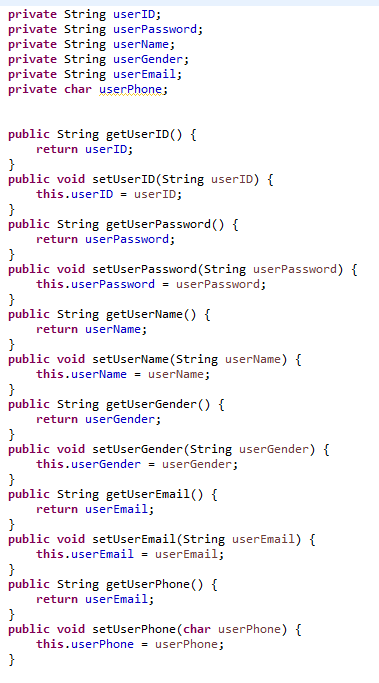 private String userID;
private String userPassword;
private String userName;
private String userGender;
private String userEmail;
private char userPhone;
public String getUserID() {
return userID;
}
public void setUserID(String userID) {
this.userID = userID;
}
public String getUserPassword() {
return userPassword;
}
public void setUserPassword(String userPassword) {
this.userPassword = userPassword;
}
public String getUserName() {
return userName;
}
public void setUserName(String userName) {
this.userName = userName;
}
public String getUserGender() {
return userGender;
}
public void setUserGender(String userGender) {
this.userGender = userGender;
}
public String getUserEmail() {
return userEmail;
}
public void setUserEmail(String userEmail) {
this.userEmail = userEmail;
}
public String getUserPhone() {
return userEmail;
}
public void setUserPhone(char userPhone) {
this.userPhone = userPhone;
}